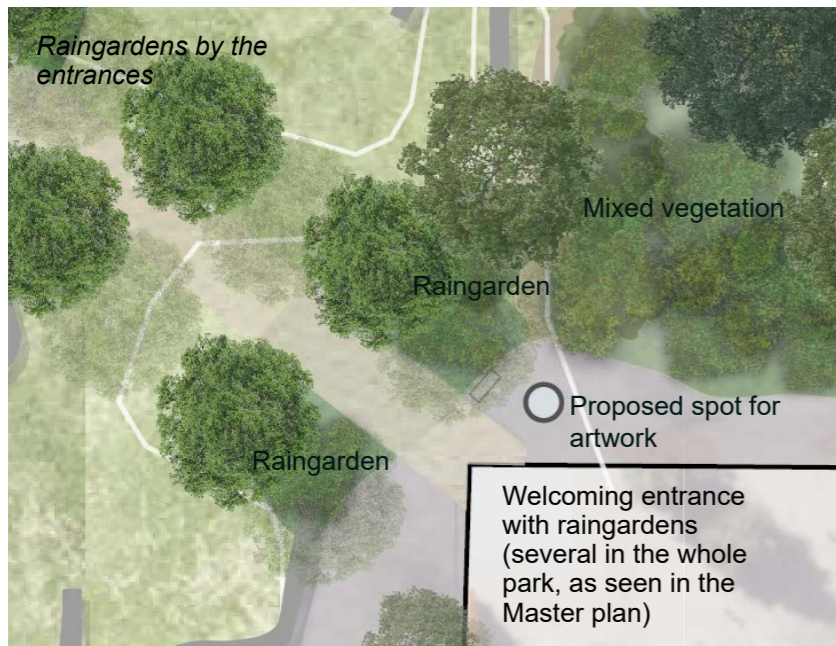 Raingardens by the
entrances
Mixed vegetation
Raingarden
Proposed spot for
artwork
Raingarden
Welcoming entrance
with raingardens
(several in the whole
park, as seen in the
Master plan)